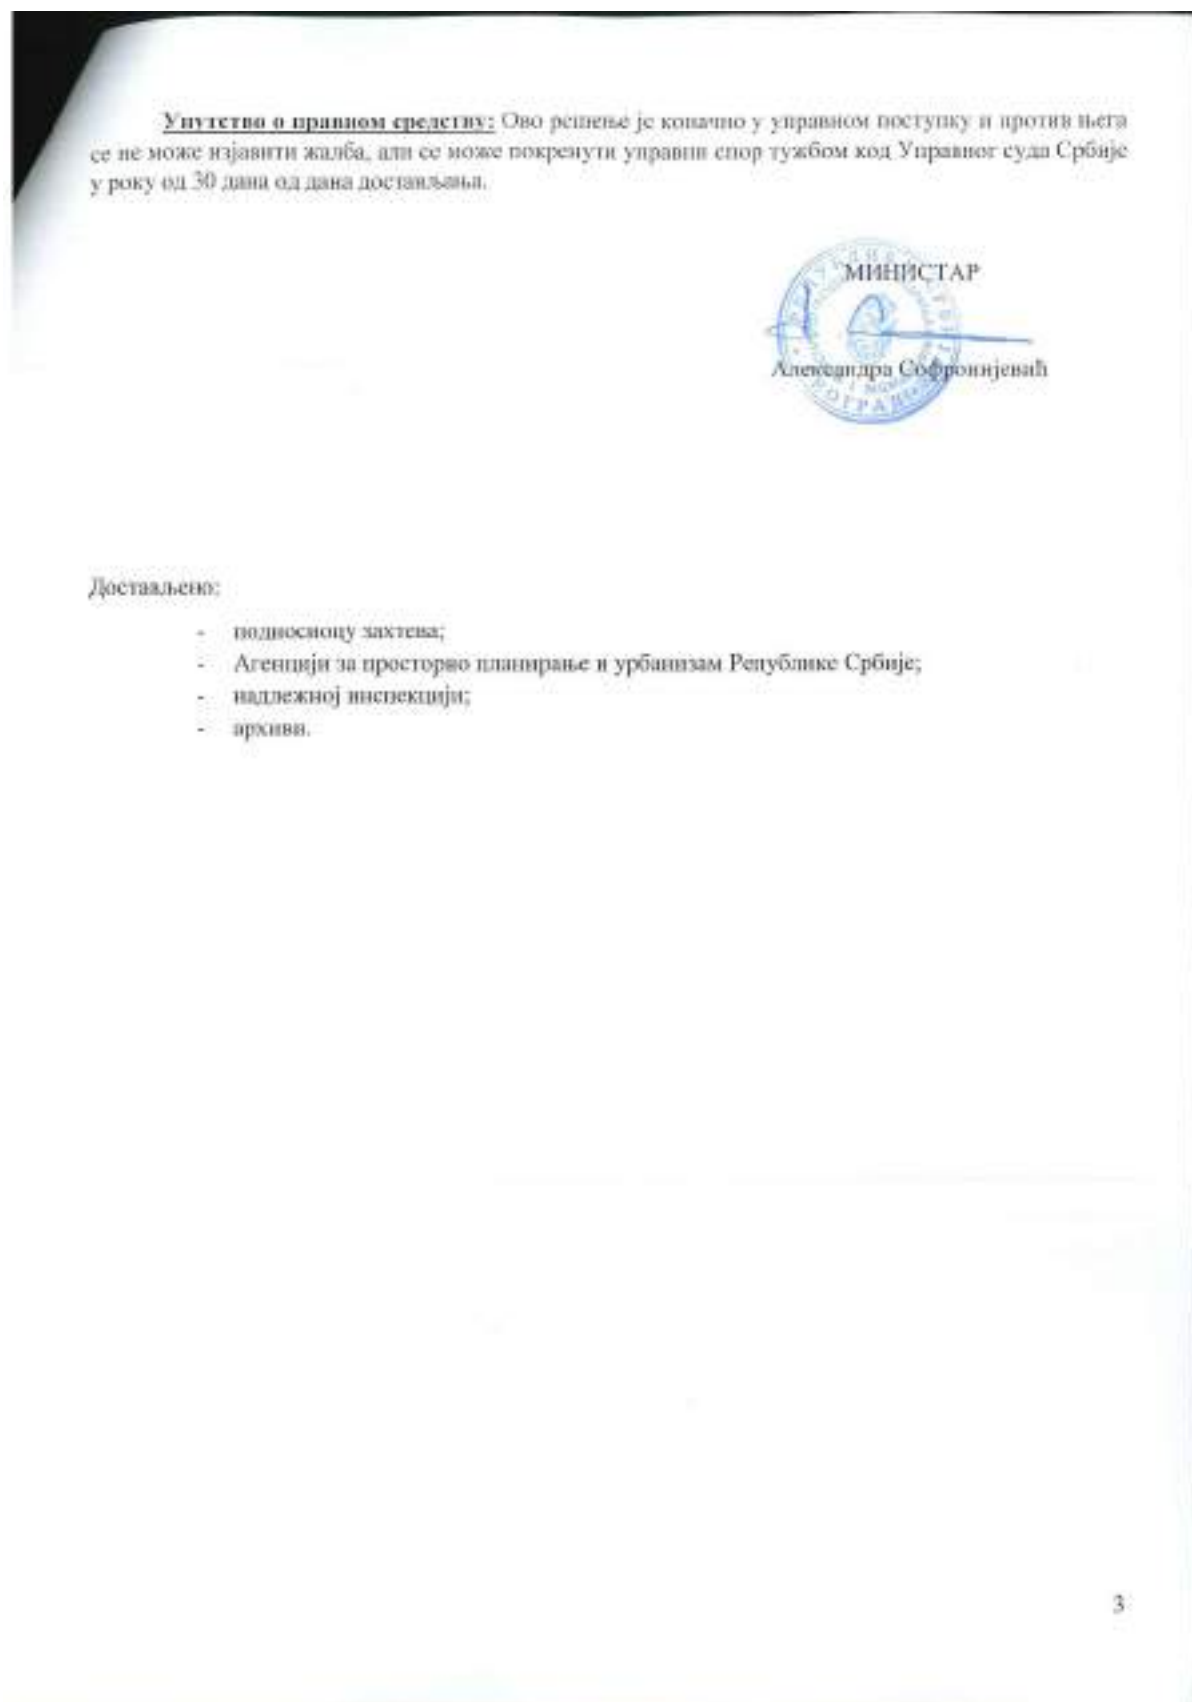 Упутство о правном средству: Ово решење је коначно у управном поступку и против њега
се не може изјавити жалба, али се може покренути управни спор тужбом код Управног суда Србије
у року од 30 дана од дана достављања.
МИНИСТАР
Александра Софронијевић
Достављено:
- подносиоцу захтева;
- Агенцији за просторно планирање и урбанизам Републике Србије;
- надлежној инспекцији;
- архиви.
3